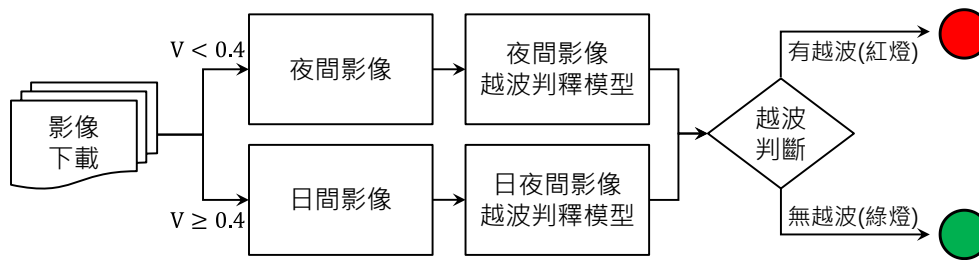 影像
下載
V < 0.4
夜間影像
夜間影像
越波判釋模型
V ≥ 0.4
日間影像
日夜間影像
越波判釋模型
越波
判斷
有越波(紅燈)
無越波(綠燈)